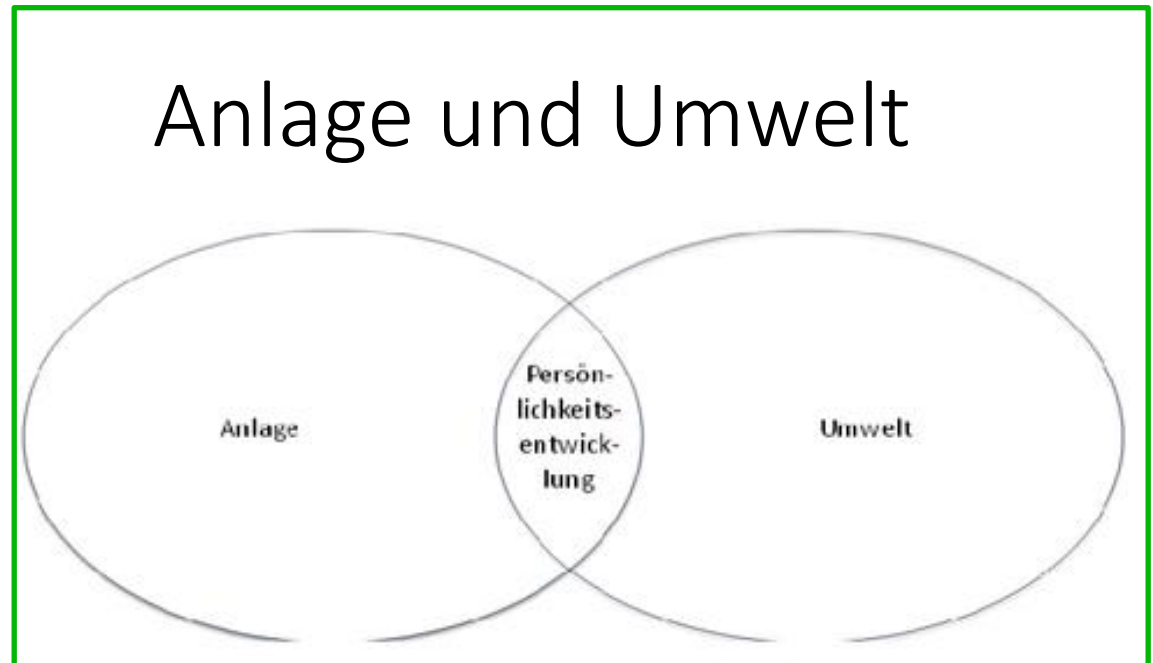 Anlage und Umwelt
Anlage
Persön-
lichkeits-
entwick-
lung
Umwelt